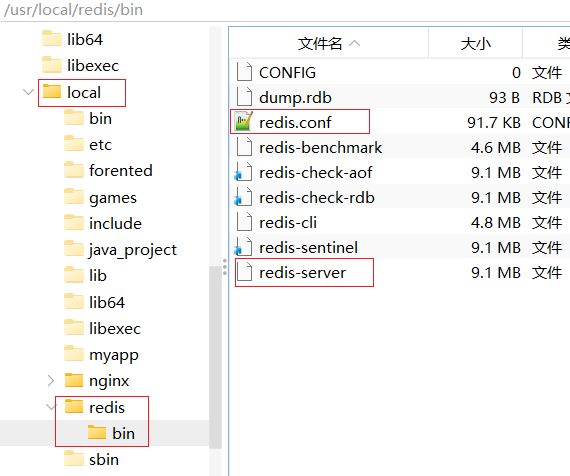 /usr/local/redis/bin
lib64
libexec
local
bin
etc
forented
games
include
java_project
lib
lib64
libexec
myapp
nginx
redis
bin
sbin
文件名 大小 类
CONFIG 0 文件
dump.rdb 93 B RDB 文
redis.conf 91.7 KB CONF
redis-benchmark 4.6 MB 文件
redis-check-aof 9.1 MB 文件
redis-check-rdb 9.1 MB 文件
redis-cli 4.8 MB 文件
redis-sentinel 9.1 MB 文件
redis-server 9.1 MB 文件